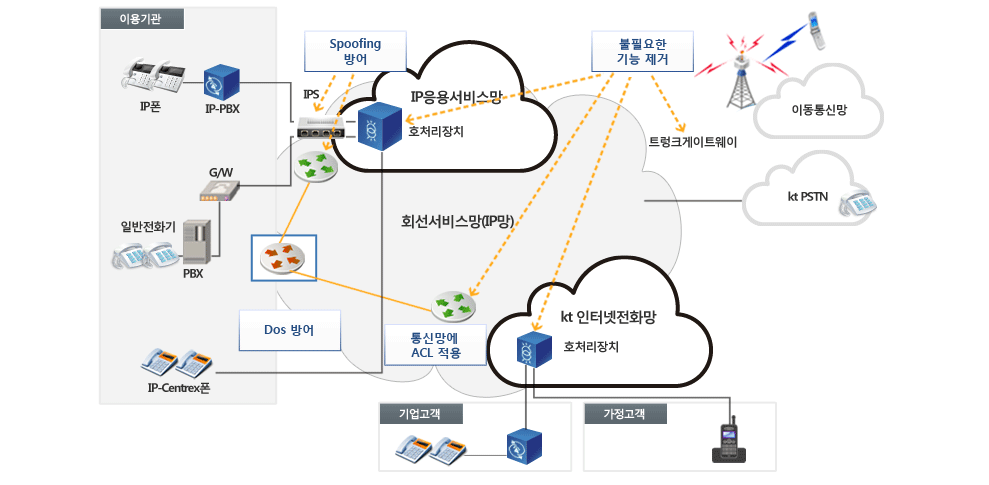 이용기관
Spoofing
방어
불필요한
기능 제거
IPS
IP응용서비스망
IP폰
IP-PBX
호처리장치
이동통신망
트렁크게이트웨이
G/W
kt PSTN
일반전화기
회선서비스망(IP망)
PBX
kt 인터넷전화망
Dos 방어
통신망에
ACL 적용
호처리장치
IP-Centrex폰
기업고객
가정고객